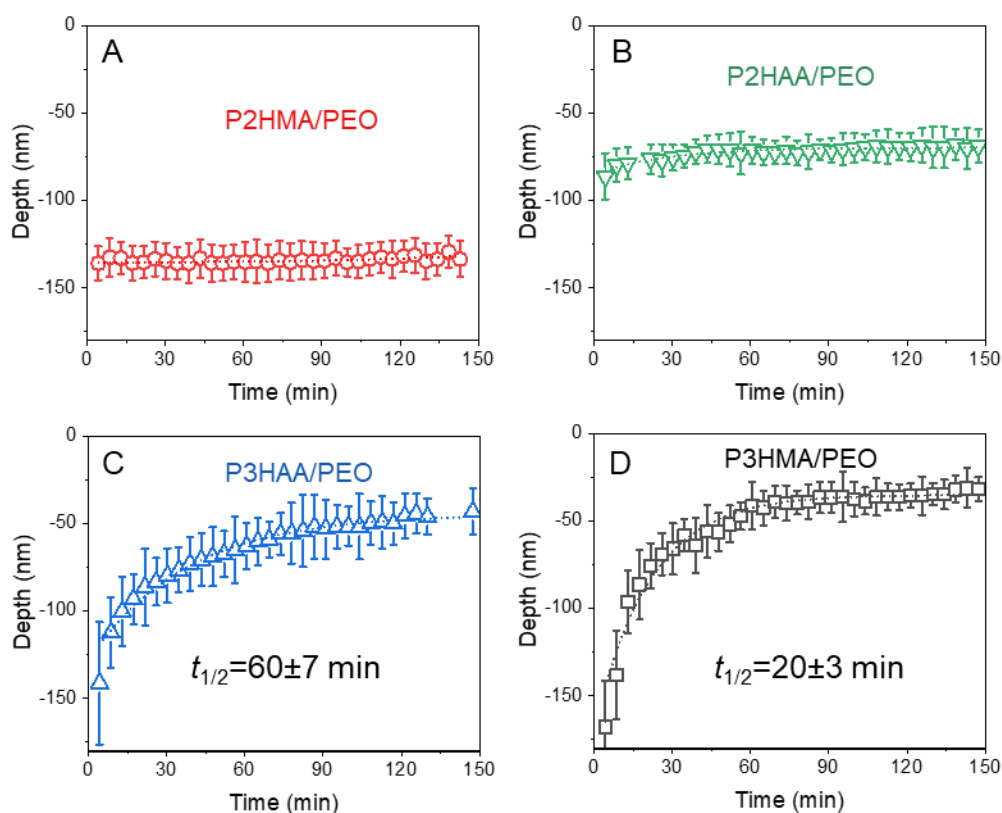 A
P2HMA/PEO
Depth (nm)
0
-50
-100
-150
0 30 60 90 120 150
Time (min)
B
P2HAA/PEO
Depth (nm)
0
-50
-100
-150
0 30 60 90 120 150
Time (min)
C
P3HAA/PEO
Depth (nm)
0
-50
-100
-150
t1/2=60±7 min
0 30 60 90 120 150
Time (min)
D
P3HMA/PEO
Depth (nm)
0
-50
-100
-150
t1/2=20±3 min
0 30 60 90 120 150
Time (min)